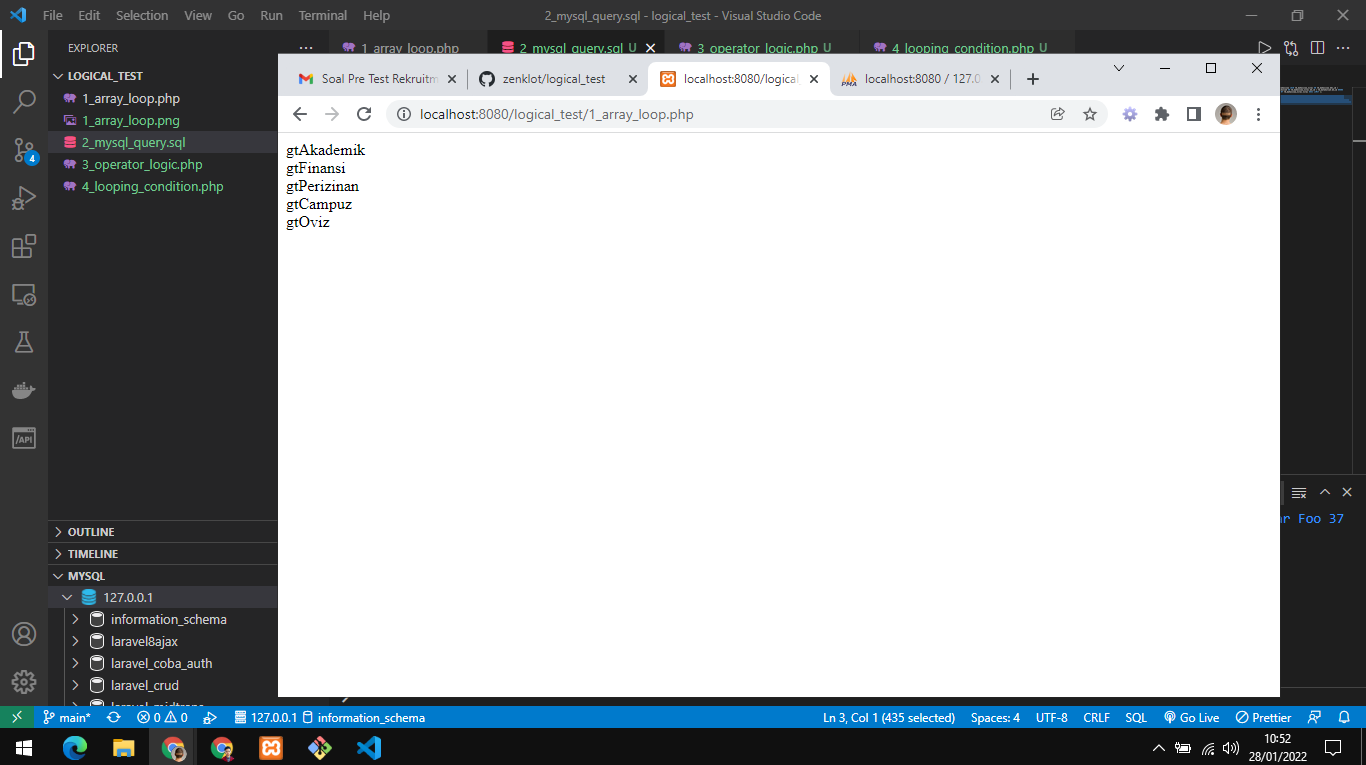 File Edit Selection View Go Run Terminal Help 2_mysql_query.sql - logical_test - Visual Studio Code
EXPLORER
1_array_loop.php 2_mysql_query.sql U 3_operator_logic.php U 4_looping_condition.php U
LOGICAL_TEST
1_array_loop.php
1_array_loop.png
2_mysql_query.sql
3_operator_logic.php
4_looping_condition.php
4
Soal Pre Test Rekruitm zenklot/logical_test localhost:8080/logical_ localhost:8080 / 127.0
localhost:8080/logical_test/1_array_loop.php
gtAkademik
gtFinansi
gtPerizinan
gtCampuz
gtOviz
Foo 37
/API
OUTLINE
TIMELINE
MYSQL
127.0.0.1
information_schema
laravel8ajax
laravel_coba_auth
laravel_crud
main* 0 0 127.0.0.1 information_schema Ln 3, Col 1 (435 selected) Spaces: 4 UTF-8 CRLF SQL Go Live Prettier
10:52
28/01/2022